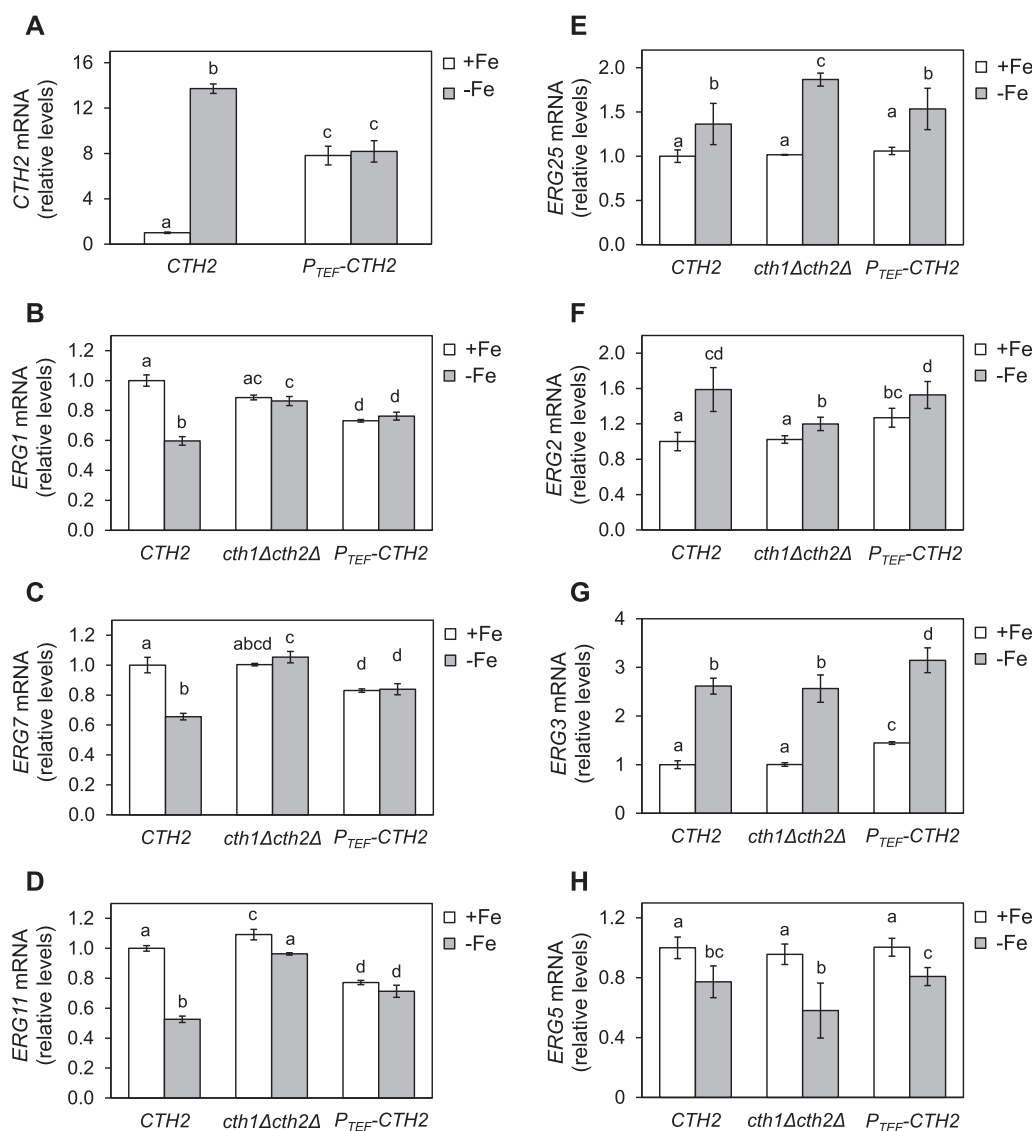 A
CTH2 mRNA
(relative levels)
16
12
8
4
0
a
b
c
c
+Fe
-Fe
CTH2
PTEF-CTH2
B
ERG1 mRNA
(relative levels)
1.2
1.0
0.8
0.6
0.4
0.2
0.0
a
b
ac
c
d
d
+Fe
-Fe
CTH2
cth1Δcth2Δ
PTEF-CTH2
C
ERG7 mRNA
(relative levels)
1.2
1.0
0.8
0.6
0.4
0.2
0.0
a
b
abcd
c
d
d
+Fe
-Fe
CTH2
cth1Δcth2Δ
PTEF-CTH2
D
ERG11 mRNA
(relative levels)
1.2
1.0
0.8
0.6
0.4
0.2
0.0
a
b
c
a
d
d
+Fe
-Fe
CTH2
cth1Δcth2Δ
PTEF-CTH2
E
ERG25 mRNA
(relative levels)
2.0
1.5
1.0
0.5
0.0
a
b
a
c
a
b
+Fe
-Fe
CTH2
cth1Δcth2Δ
PTEF-CTH2
F
ERG2 mRNA
(relative levels)
2.0
1.6
1.2
0.8
0.4
0.0
a
cd
a
b
bc
d
+Fe
-Fe
CTH2
cth1Δcth2Δ
PTEF-CTH2
G
ERG3 mRNA
(relative levels)
4
3
2
1
0
a
b
a
b
c
d
+Fe
-Fe
CTH2
cth1Δcth2Δ
PTEF-CTH2
H
ERG5 mRNA
(relative levels)
1.2
0.8
0.4
0
a
bc
a
b
a
c
+Fe
-Fe
CTH2
cth1Δcth2Δ
PTEF-CTH2